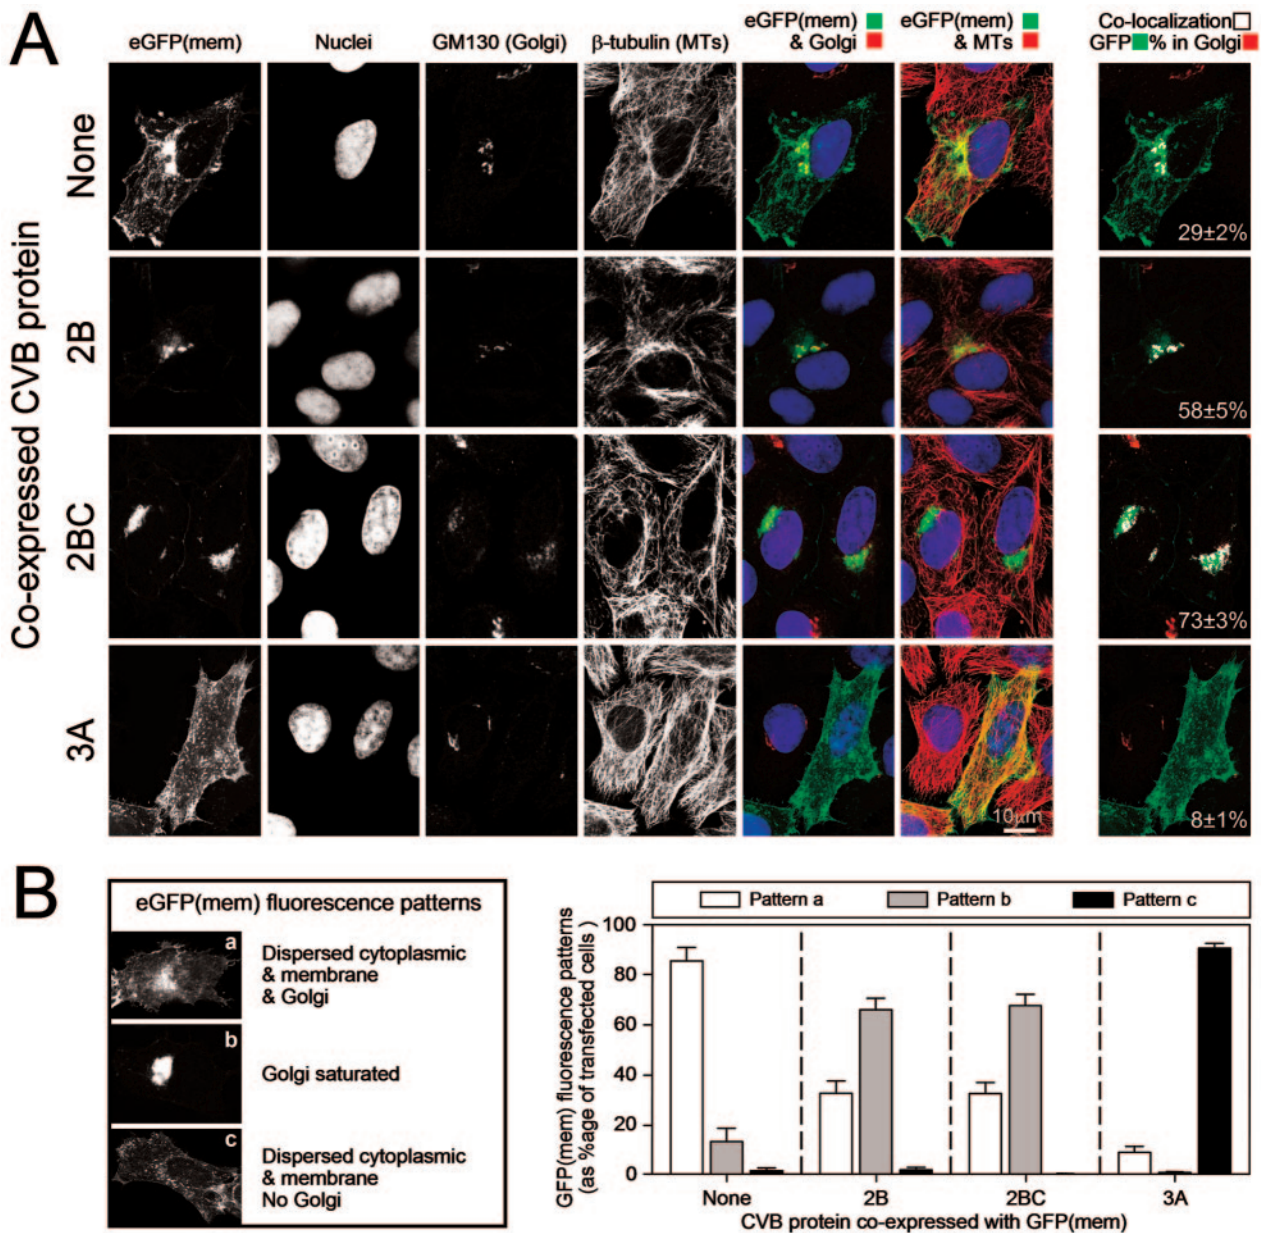 A
eGFP(mem)
Nuclei
GM130 (Golgi)
β-tubulin (MTs)
eGFP(mem)
& Golgi
eGFP(mem)
& MTs
Co-localization
GFP % in Golgi
Co-expressed CVB protein
None
29±2%
2B
58±5%
2BC
73±3%
3A
10μm
8±1%
B
eGFP(mem) fluorescence patterns
a
Dispersed cytoplasmic
& membrane
& Golgi
b
Golgi saturated
c
Dispersed cytoplasmic
& membrane
No Golgi
Pattern a
Pattern b
Pattern c
GFP(mem) fluorescence patterns
(as %age of transfected cells )
100
80
60
40
20
0
None
2B
2BC
3A
CVB protein co-expressed with GFP(mem)